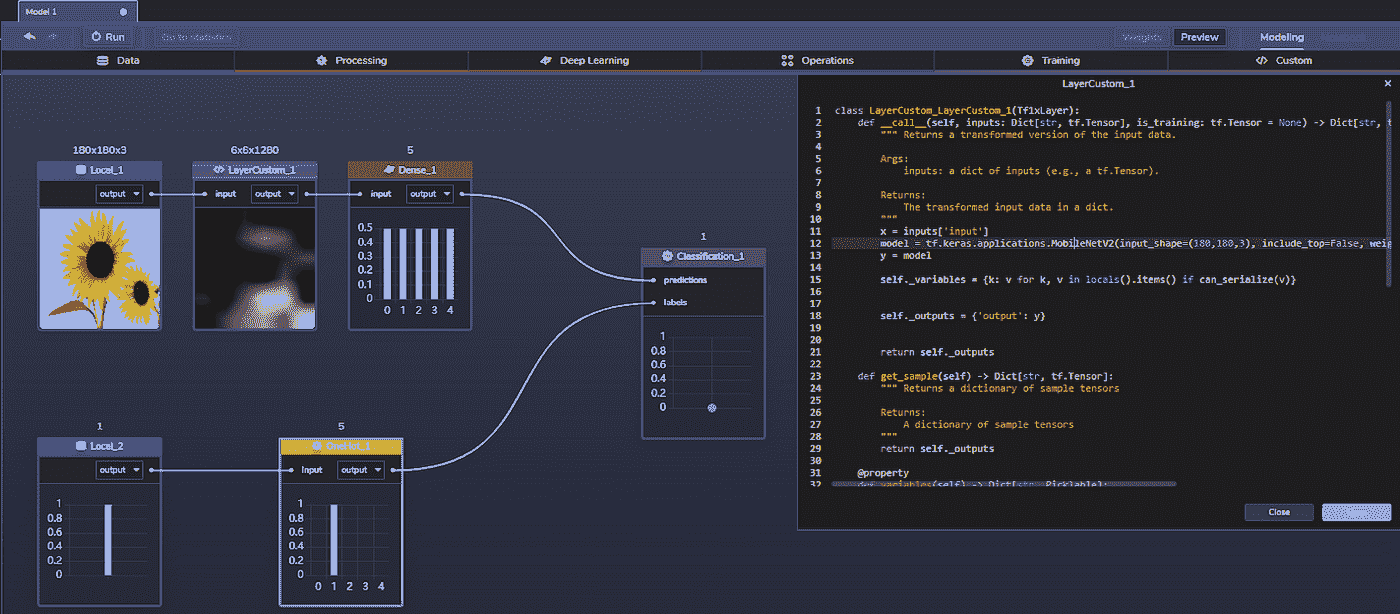 Model 1
Run
Go to statistics
Weights
Preview
Modeling
Data
Processing
Deep Learning
Operations
Training
Custom
180x180x3
Local_1
output
6x6x1280
LayerCustom_1
input
output
5
Dense_1
input
output
0.5
0.4
0.3
0.2
0.1
0
0 1 2 3 4
1
Classification_1
predictions
labels
1
0.8
0.6
0.4
0.2
0
1
Local_2
output
1
0.8
0.6
0.4
0.2
0
5
Input
output
1
0.8
0.6
0.4
0.2
0
0 1 2 3 4
LayerCustom_1
1 class LayerCustom_LayerCustom_1(Tf1xLayer):
2 def __call__(self, inputs: Dict[str, tf.Tensor], is_training: tf.Tensor = None) -> Dict[str, t
3 """ Returns a transformed version of the input data.
4
5 Args:
6 inputs: a dict of inputs (e.g., a tf.Tensor).
7
8 Returns:
9 The transformed input data in a dict.
10 """
11 x = inputs['input']
12 model = tf.keras.applications.MobileNetV2(input_shape=(180,180,3), include_top=False, wei
13 y = model
14
15 self._variables = {k: v for k, v in locals().items() if can_serialize(v)}
16
17
18 self._outputs = {'output': y}
19
20
21 return self._outputs
22
23 def get_sample(self) -> Dict[str, tf.Tensor]:
24 """ Returns a dictionary of sample tensors
25
26 Returns:
27 A dictionary of sample tensors
28 """
29 return self._outputs
30
31 @property
32 def variables(self) -> Dict[str, Picklable]:
Close